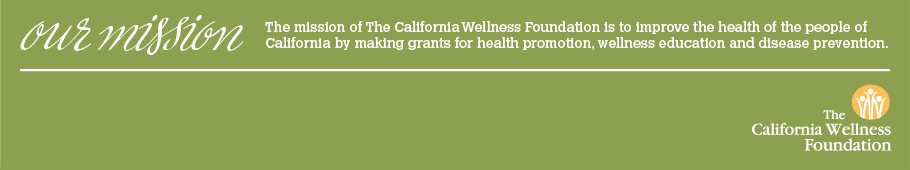 our mission
The mission of The California Wellness Foundation is to improve the health of the people of
California by making grants for health promotion, wellness education and disease prevention.
The
California Wellness
Foundation